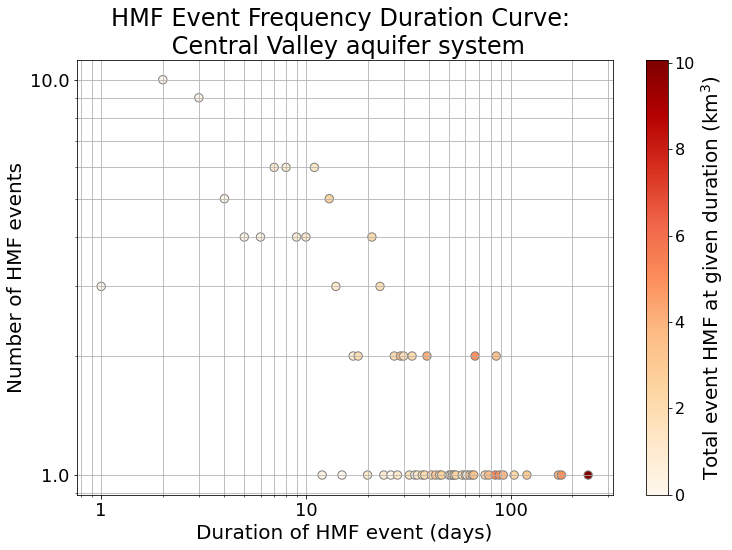 HMF Event Frequency Duration Curve:
Central Valley aquifer system
Number of HMF events
10.0
1.0
1
10
100
Duration of HMF event (days)
10
8
6
4
2
0
Total event HMF at given duration (km³)